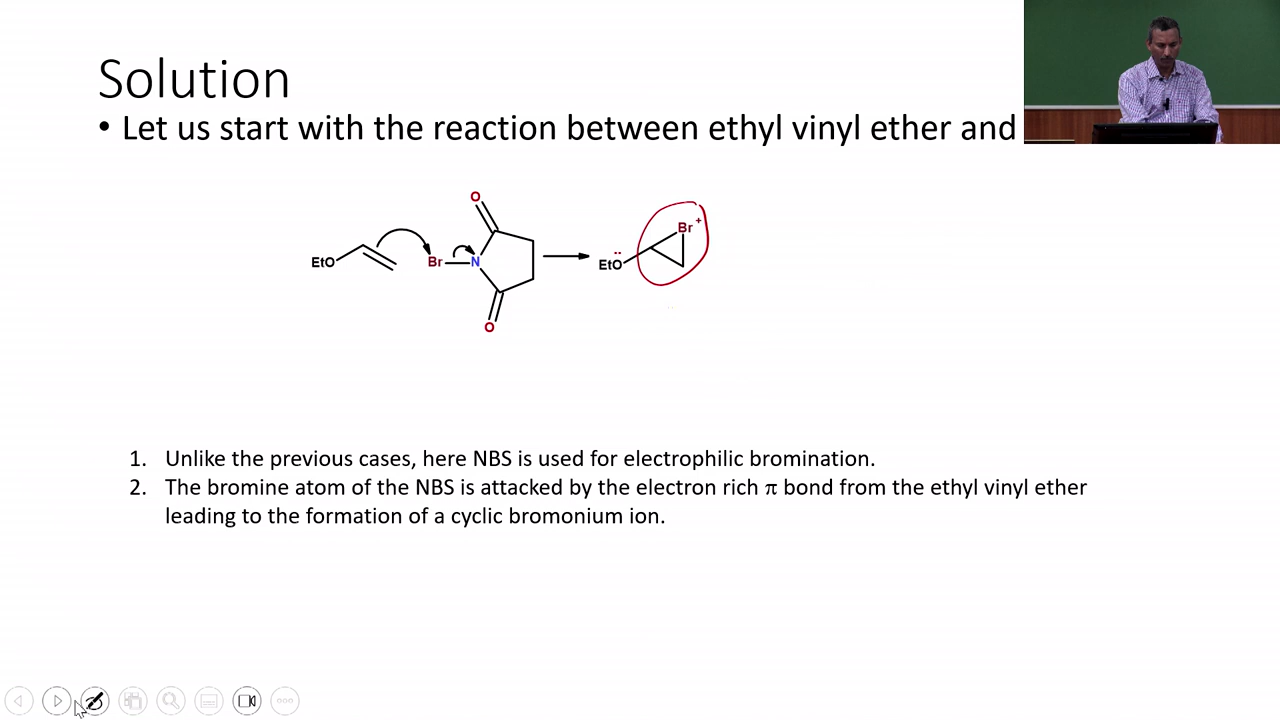 Solution
• Let us start with the reaction between ethyl vinyl ether and
O
Br+
EtO
Br
N
EtO
O
1. Unlike the previous cases, here NBS is used for electrophilic bromination.
2. The bromine atom of the NBS is attacked by the electron rich π bond from the ethyl vinyl ether
leading to the formation of a cyclic bromonium ion.